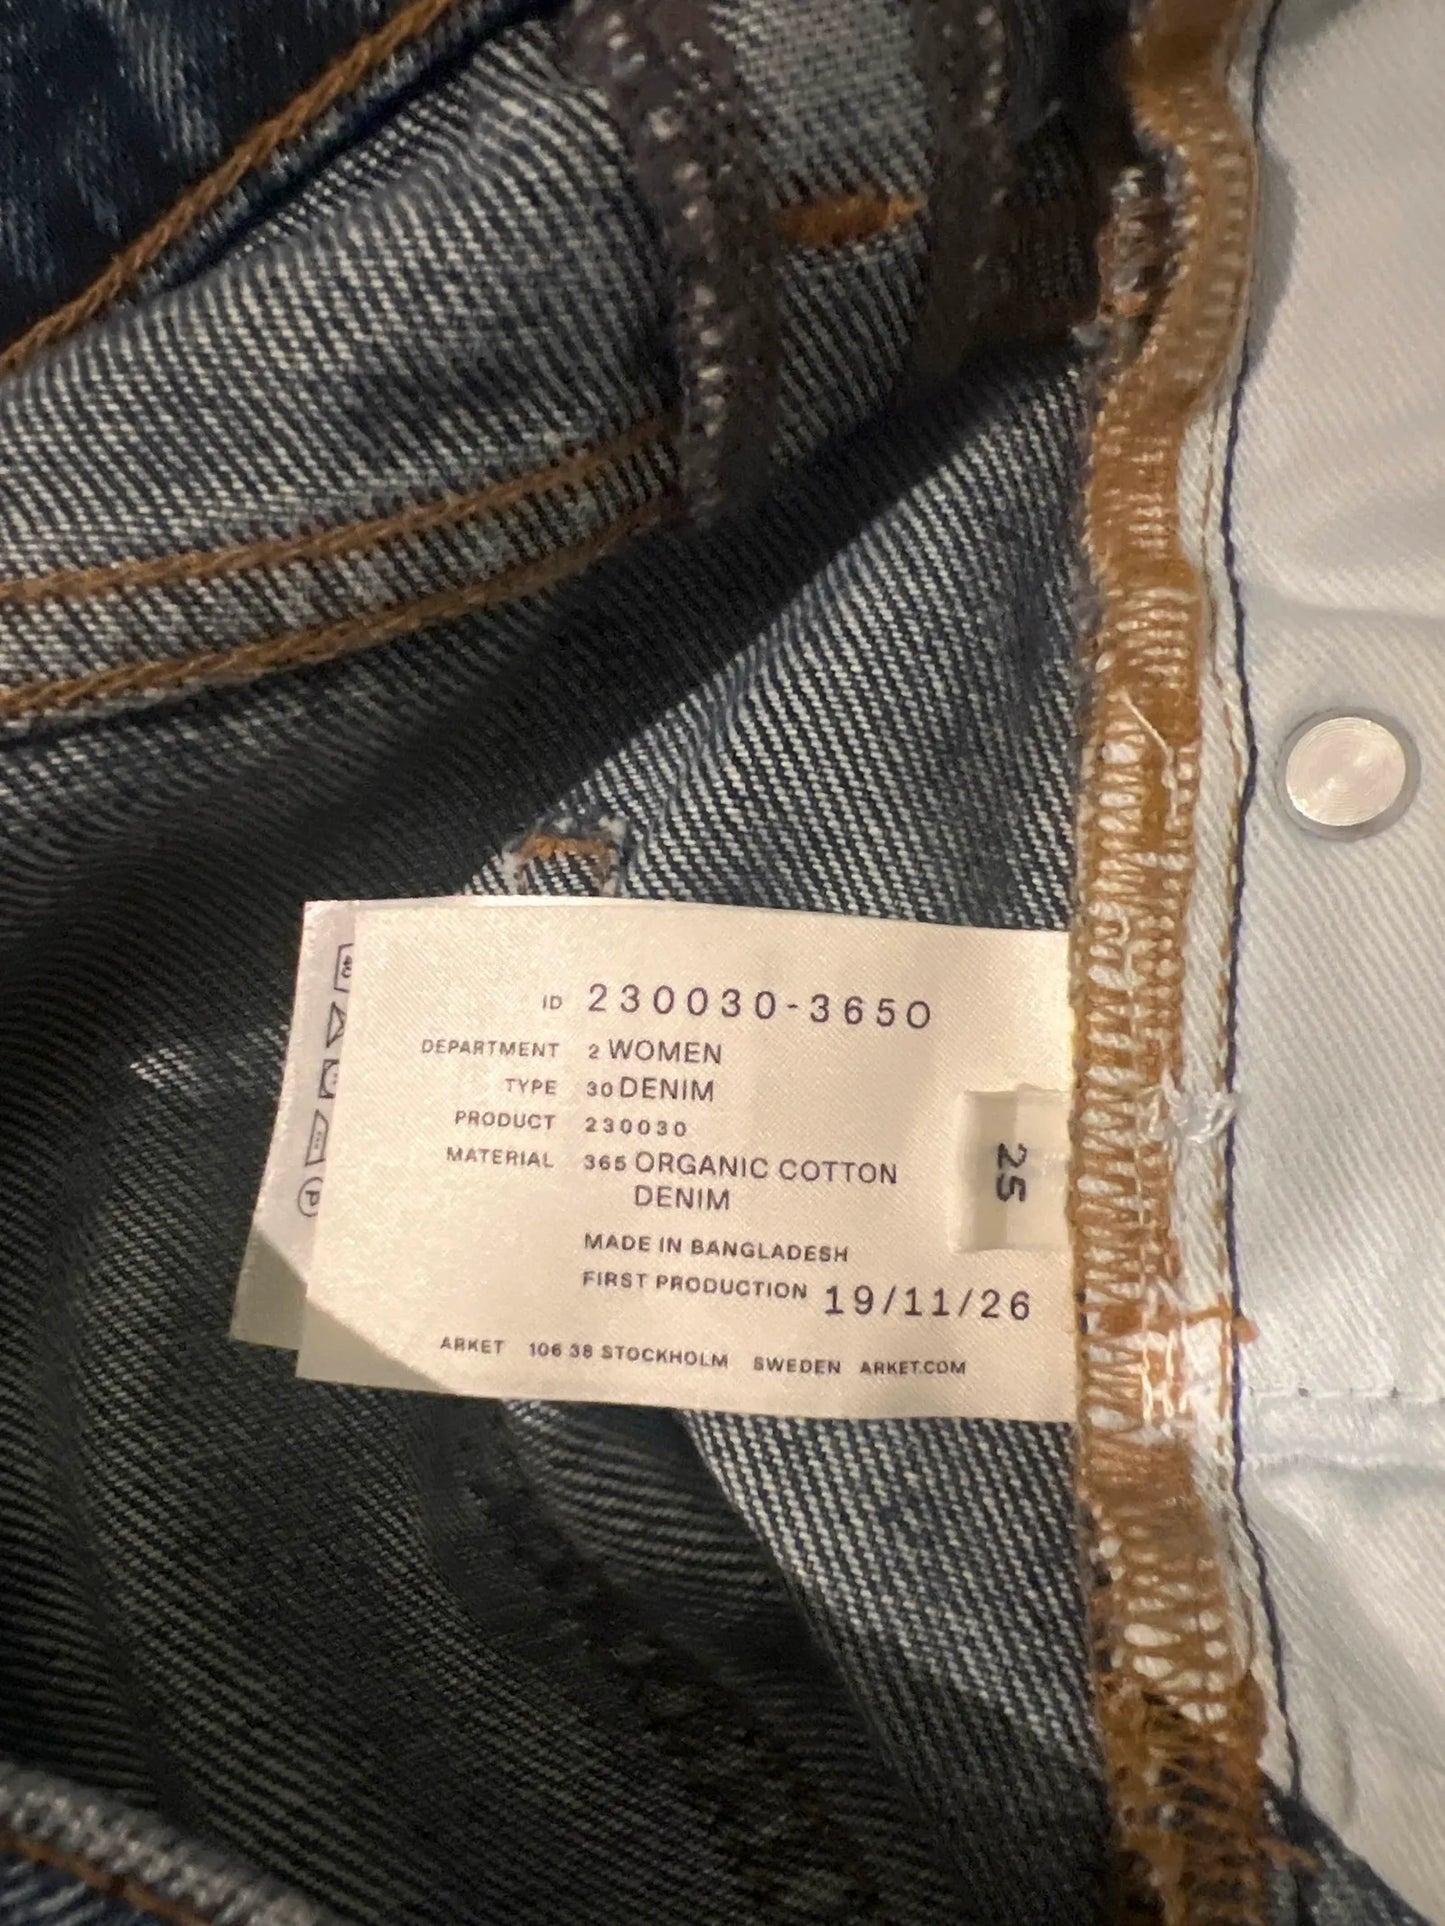 ID 230030-3650
DEPARTMENT 2 WOMEN
TYPE 30 DENIM
PRODUCT 230030
MATERIAL 365 ORGANIC COTTON
DENIM
MADE IN BANGLADESH
FIRST PRODUCTION 19/11/26
ARKET 106 38 STOCKHOLM SWEDEN ARKET.COM
25
40
P